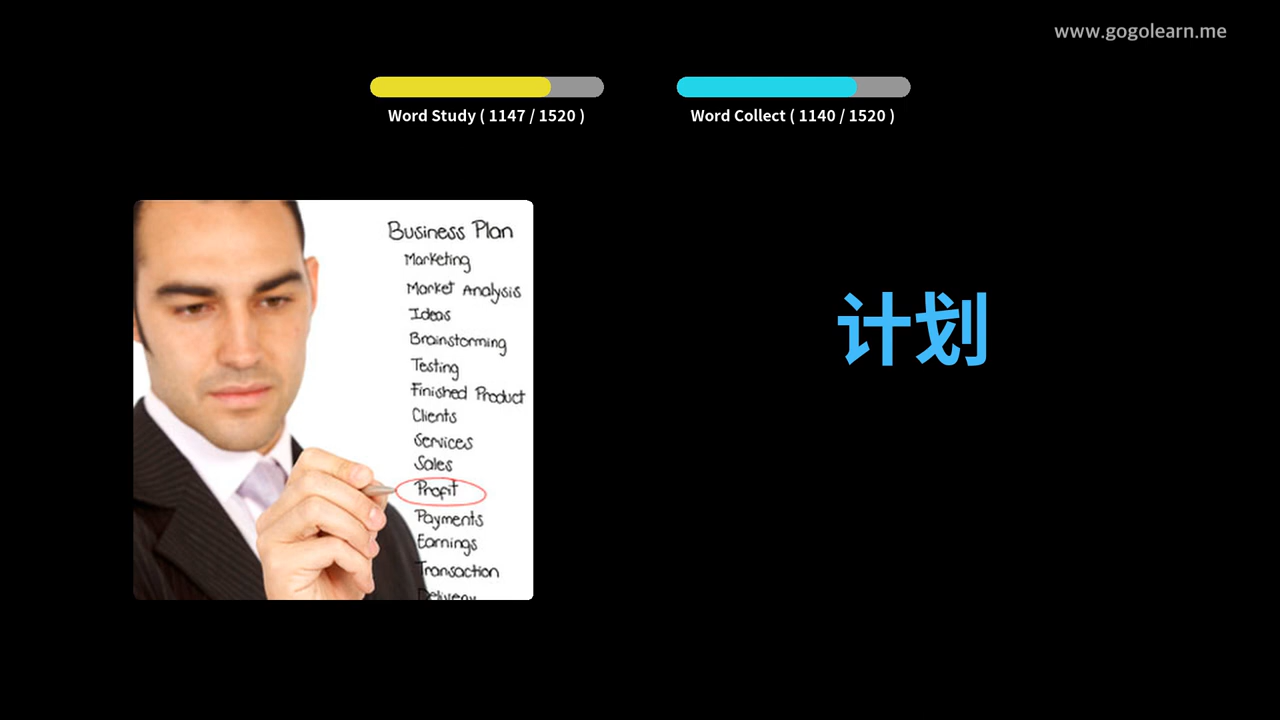 www.gogolearn.me
Word Study ( 1147 / 1520 )
Word Collect ( 1140 / 1520 )
Business Plan
Marketing
Market Analysis
Ideas
Brainstorming
Testing
Finished Product
Clients
Services
Sales
Profit
Payments
Earnings
Transaction
Delivery
计划